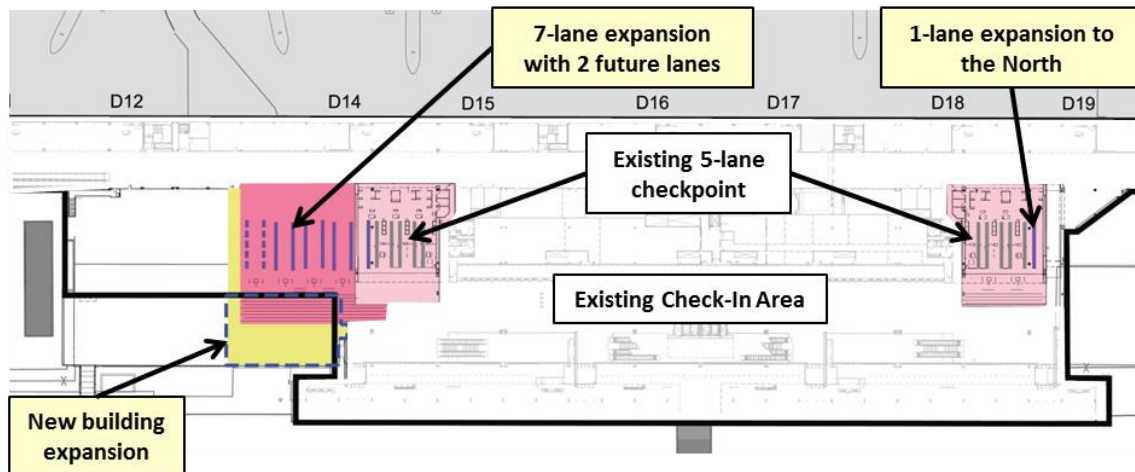 7-lane expansion
with 2 future lanes
1-lane expansion to
the North
D12
D14
D15
D16
D17
D18
D19
Existing 5-lane
checkpoint
Existing Check-In Area
New building
expansion